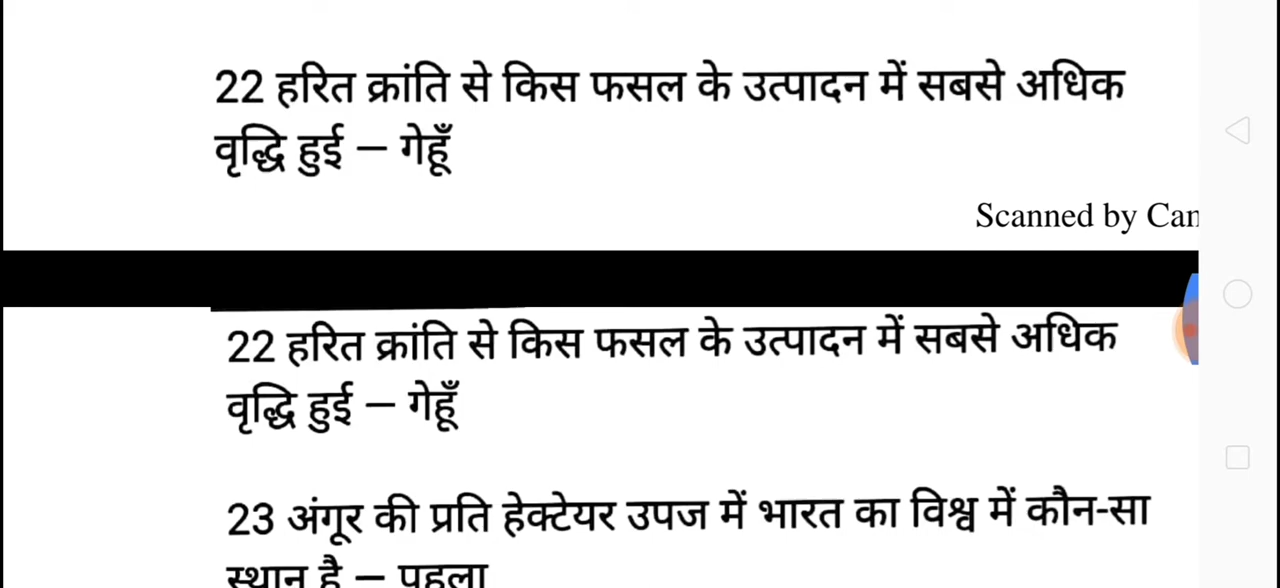 22 हरित क्रांति से किस फसल के उत्पादन में सबसे अधिक
वृद्धि हुई – गेहूँ
Scanned by Can
22 हरित क्रांति से किस फसल के उत्पादन में सबसे अधिक
वृद्धि हुई – गेहूँ
23 अंगूर की प्रति हेक्टेयर उपज में भारत का विश्व में कौन-सा
स्थान है – पहला